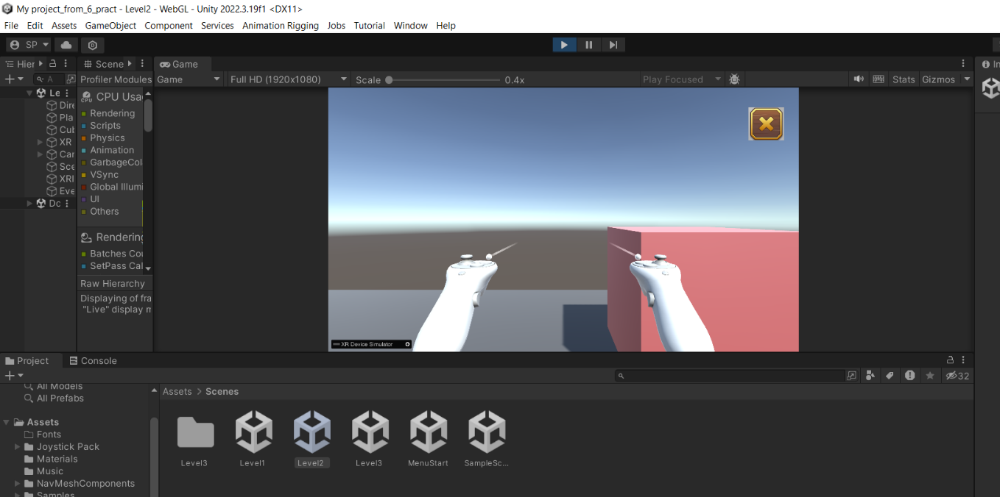 My project_from_6_pract - Level2 - WebGL - Unity 2022.3.19f1 <DX11>
File Edit Assets GameObject Component Services Animation Rigging Jobs Tutorial Window Help
SP
Hier Scene Game In
A Profiler Modules Game Full HD (1920x1080) Scale 0.4x Play Focused Stats Gizmos
Le
Dire
Pla
Cub
XR
Car
Sce
XRI
Eve
Dc
CPU Usag
Rendering
Scripts
Physics
Animation
GarbageCol
VSync
Global Illumi
UI
Others
Rendering
Batches Cou
SetPass Cal
Raw Hierarchy
Displaying of fra
"Live" display m
XR Device Simulator
Project Console
32
All Models
All Prefabs
Assets
Fonts
Joystick Pack
Materials
Music
NavMeshComponents
Samples
Assets > Scenes
Level3 Level1 Level2 Level3 MenuStart SampleSc...